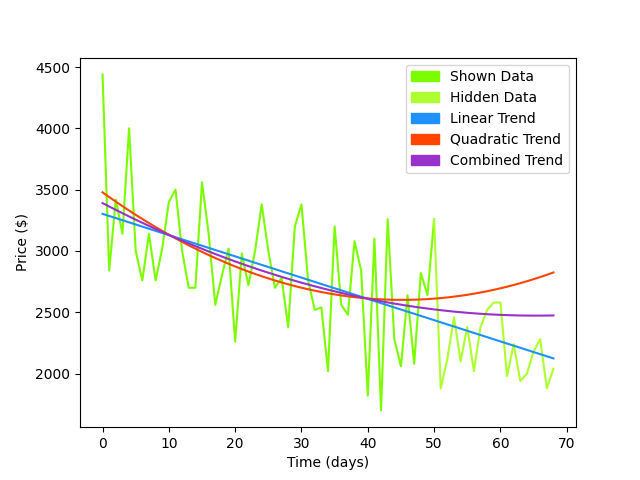 4500
4000
3500
3000
2500
2000
Price ($)
0 10 20 30 40 50 60 70
Time (days)
Shown Data
Hidden Data
Linear Trend
Quadratic Trend
Combined Trend